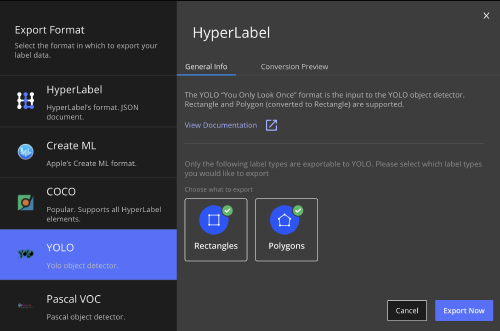 Export Format
Select the format in which to export your
label data.
HyperLabel
HyperLabel's format. JSON
document.
Create ML
Apple's Create ML format.
COCO
Popular. Supports all HyperLabel
elements.
YOLO
YOLO
Yolo object detector.
Pascal VOC
Pascal object detector.
HyperLabel
General Info
Conversion Preview
The YOLO "You Only Look Once" format is the input to the YOLO object detector.
Rectangle and Polygon (converted to Rectangle) are supported.
View Documentation
Only the following label types are exportable to YOLO. Please select which label types
you would like to export
Choose what to export
Rectangles
Polygons
Cancel
Export Now